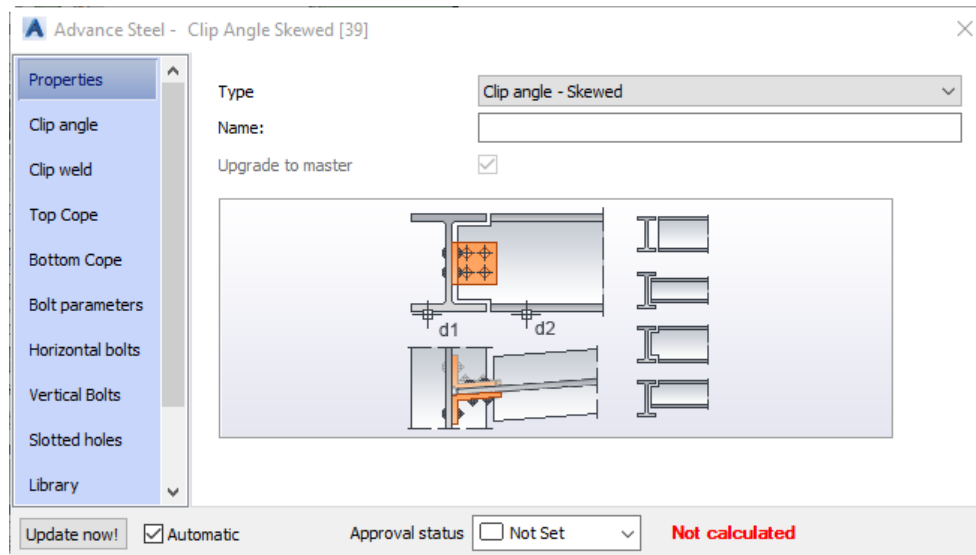 Advance Steel - Clip Angle Skewed [39]
Properties
Clip angle
Clip weld
Top Cope
Bottom Cope
Bolt parameters
Horizontal bolts
Vertical Bolts
Slotted holes
Library
Type
Clip angle - Skewed
Name:
Upgrade to master
d1
d2
Update now!
Automatic
Approval status
Not Set
Not calculated